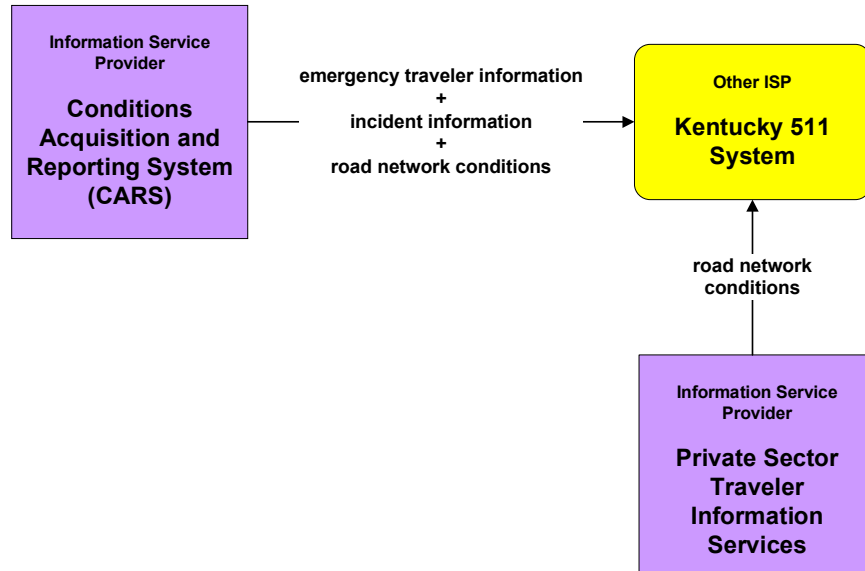 Information Service
Provider
Conditions
Acquisition and
Reporting System
(CARS)
emergency traveler information
+
incident information
+
road network conditions
Other ISP
Kentucky 511
System
road network
conditions
Information Service
Provider
Private Sector
Traveler
Information
Services